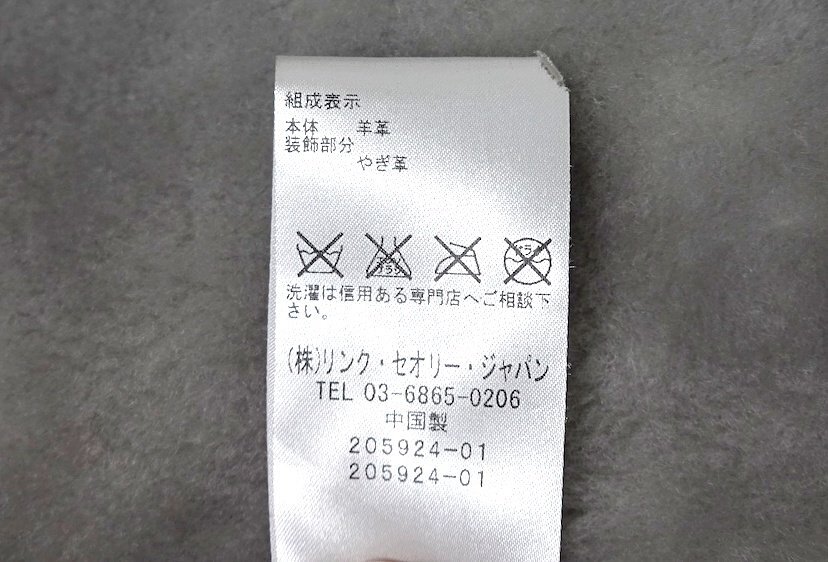 組成表示
本体　羊革
装飾部分
やぎ革
洗濯は信用ある専門店へご相談下
さい。
(株)リンク・セオリー・ジャパン
TEL 03-6865-0206
中国製
205924-01
205924-01